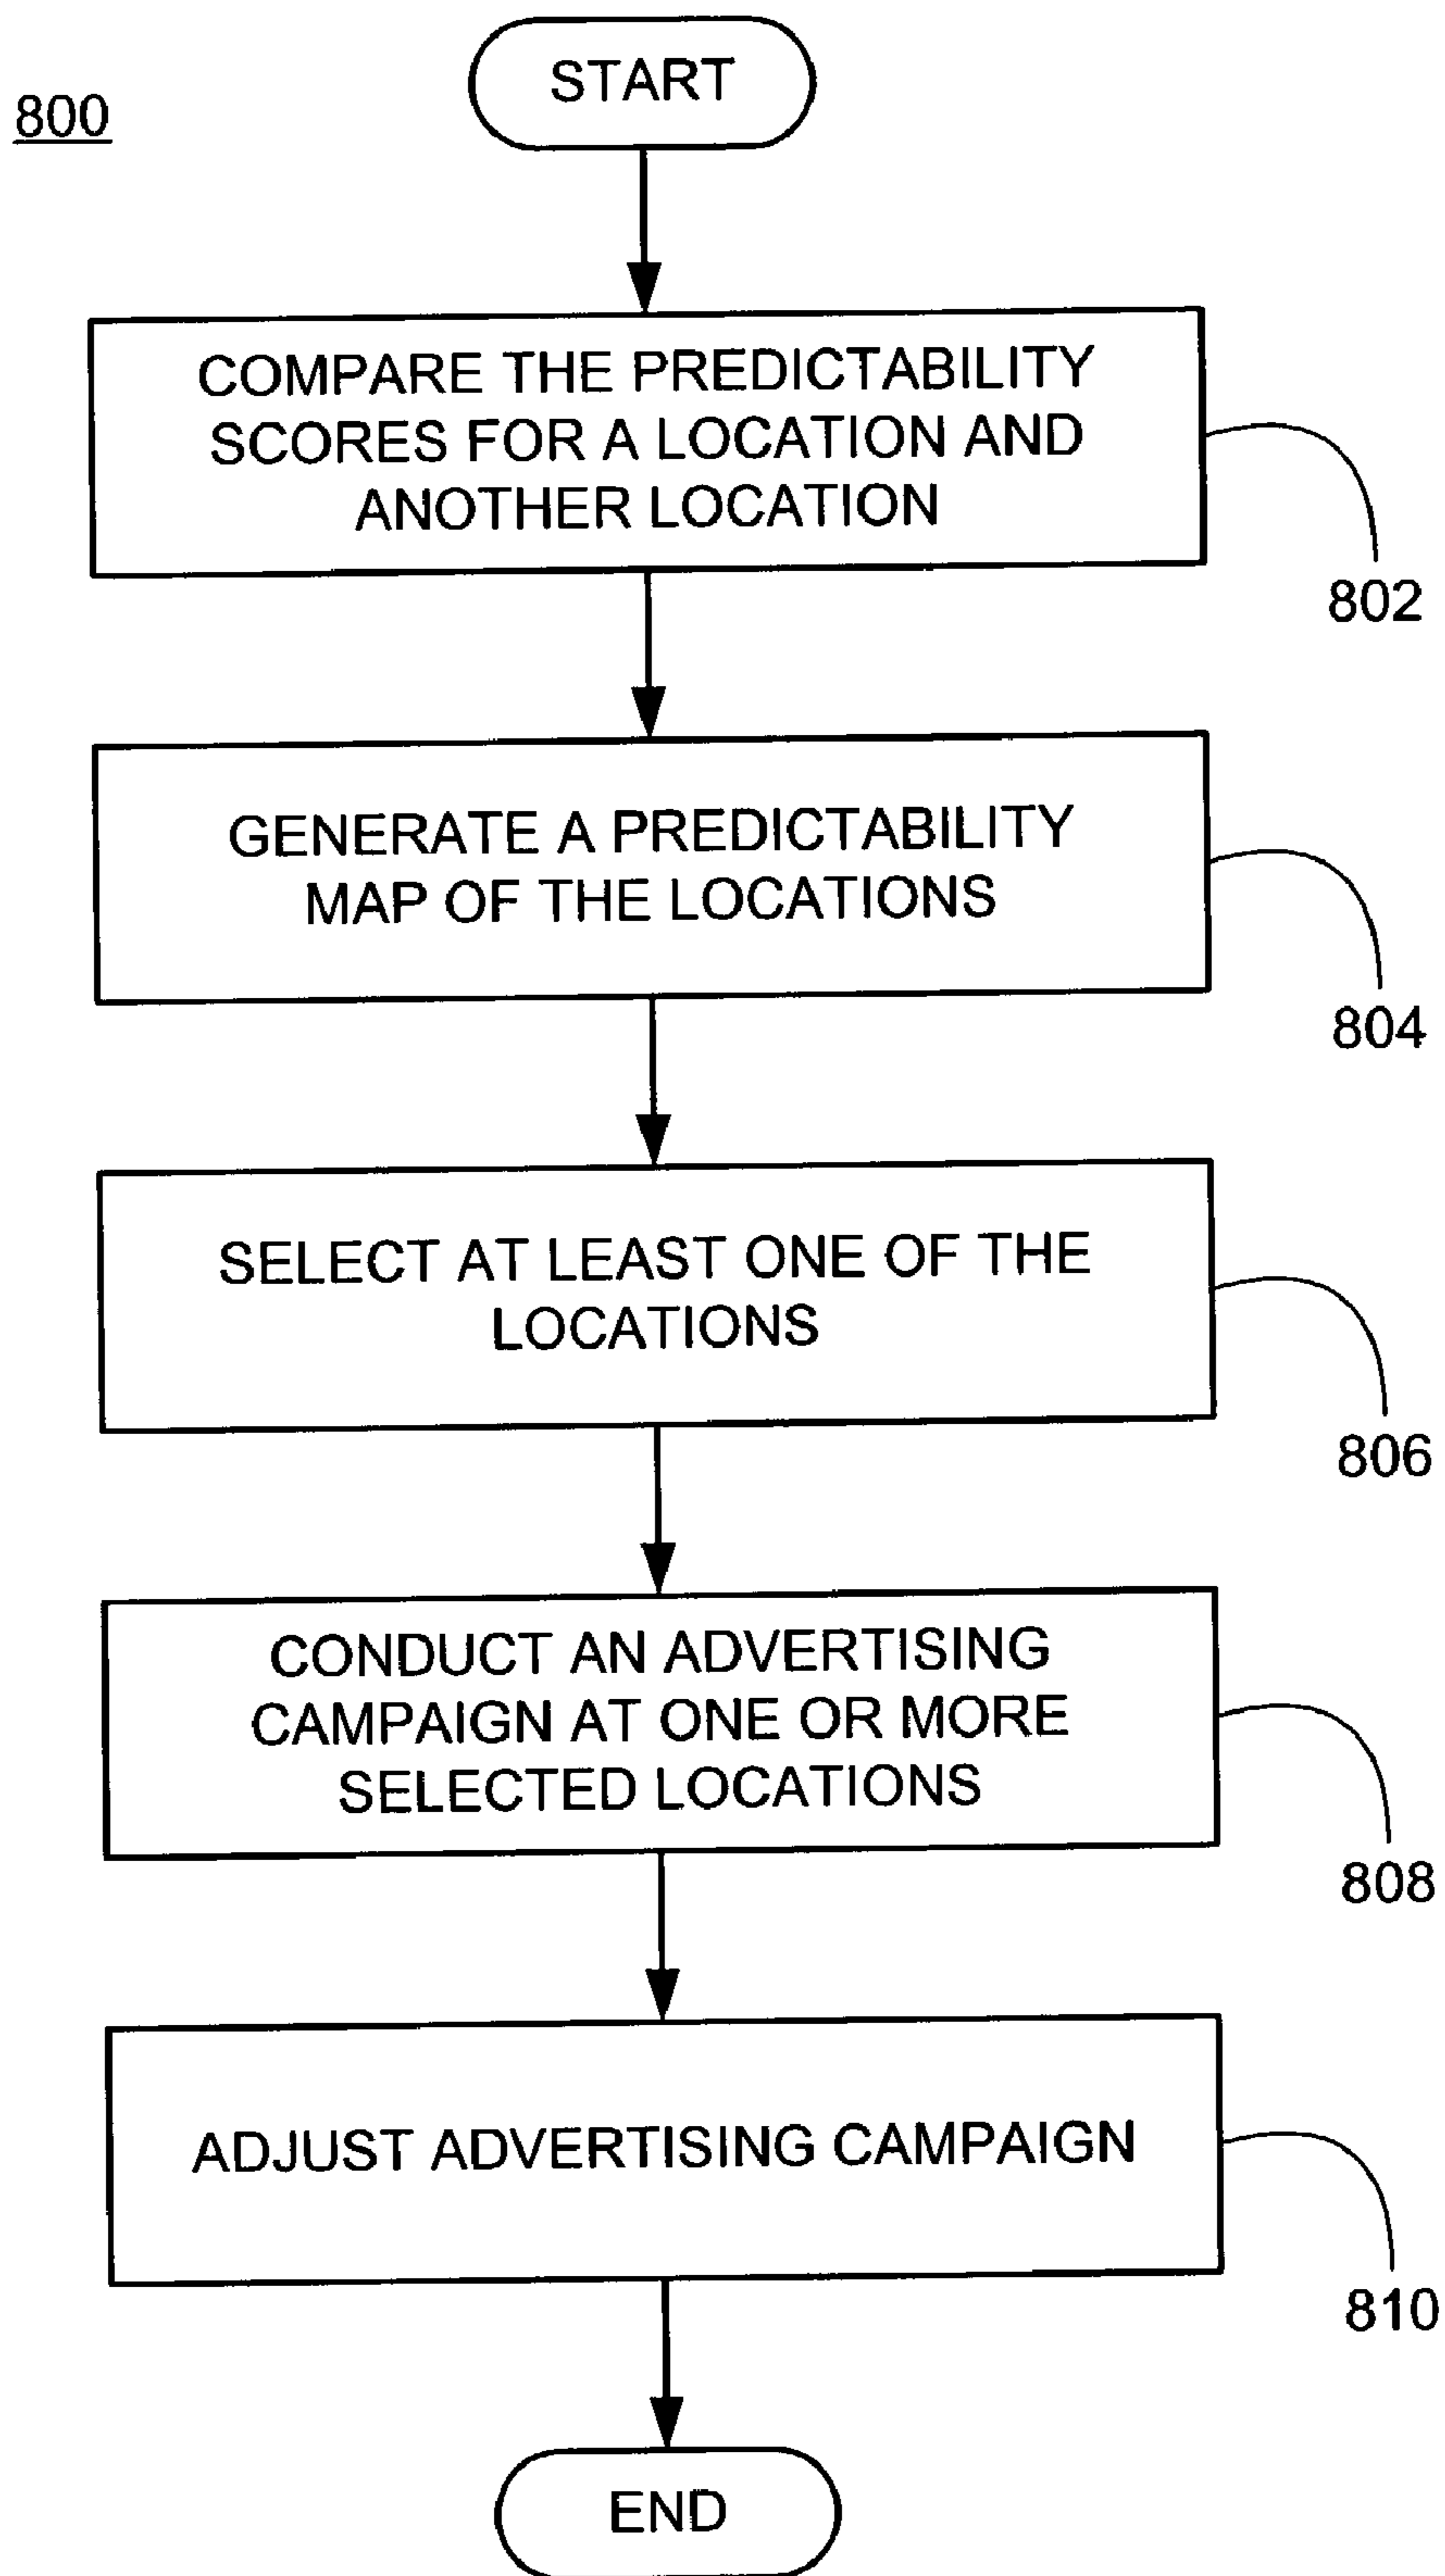 START
800
COMPARE THE PREDICTABILITY
SCORES FOR A LOCATION AND
ANOTHER LOCATION
802
GENERATE A PREDICTABILITY
MAP OF THE LOCATIONS
804
SELECT AT LEAST ONE OF THE
LOCATIONS
806
CONDUCT AN ADVERTISING
CAMPAIGN AT ONE OR MORE
SELECTED LOCATIONS
808
ADJUST ADVERTISING CAMPAIGN
810
END